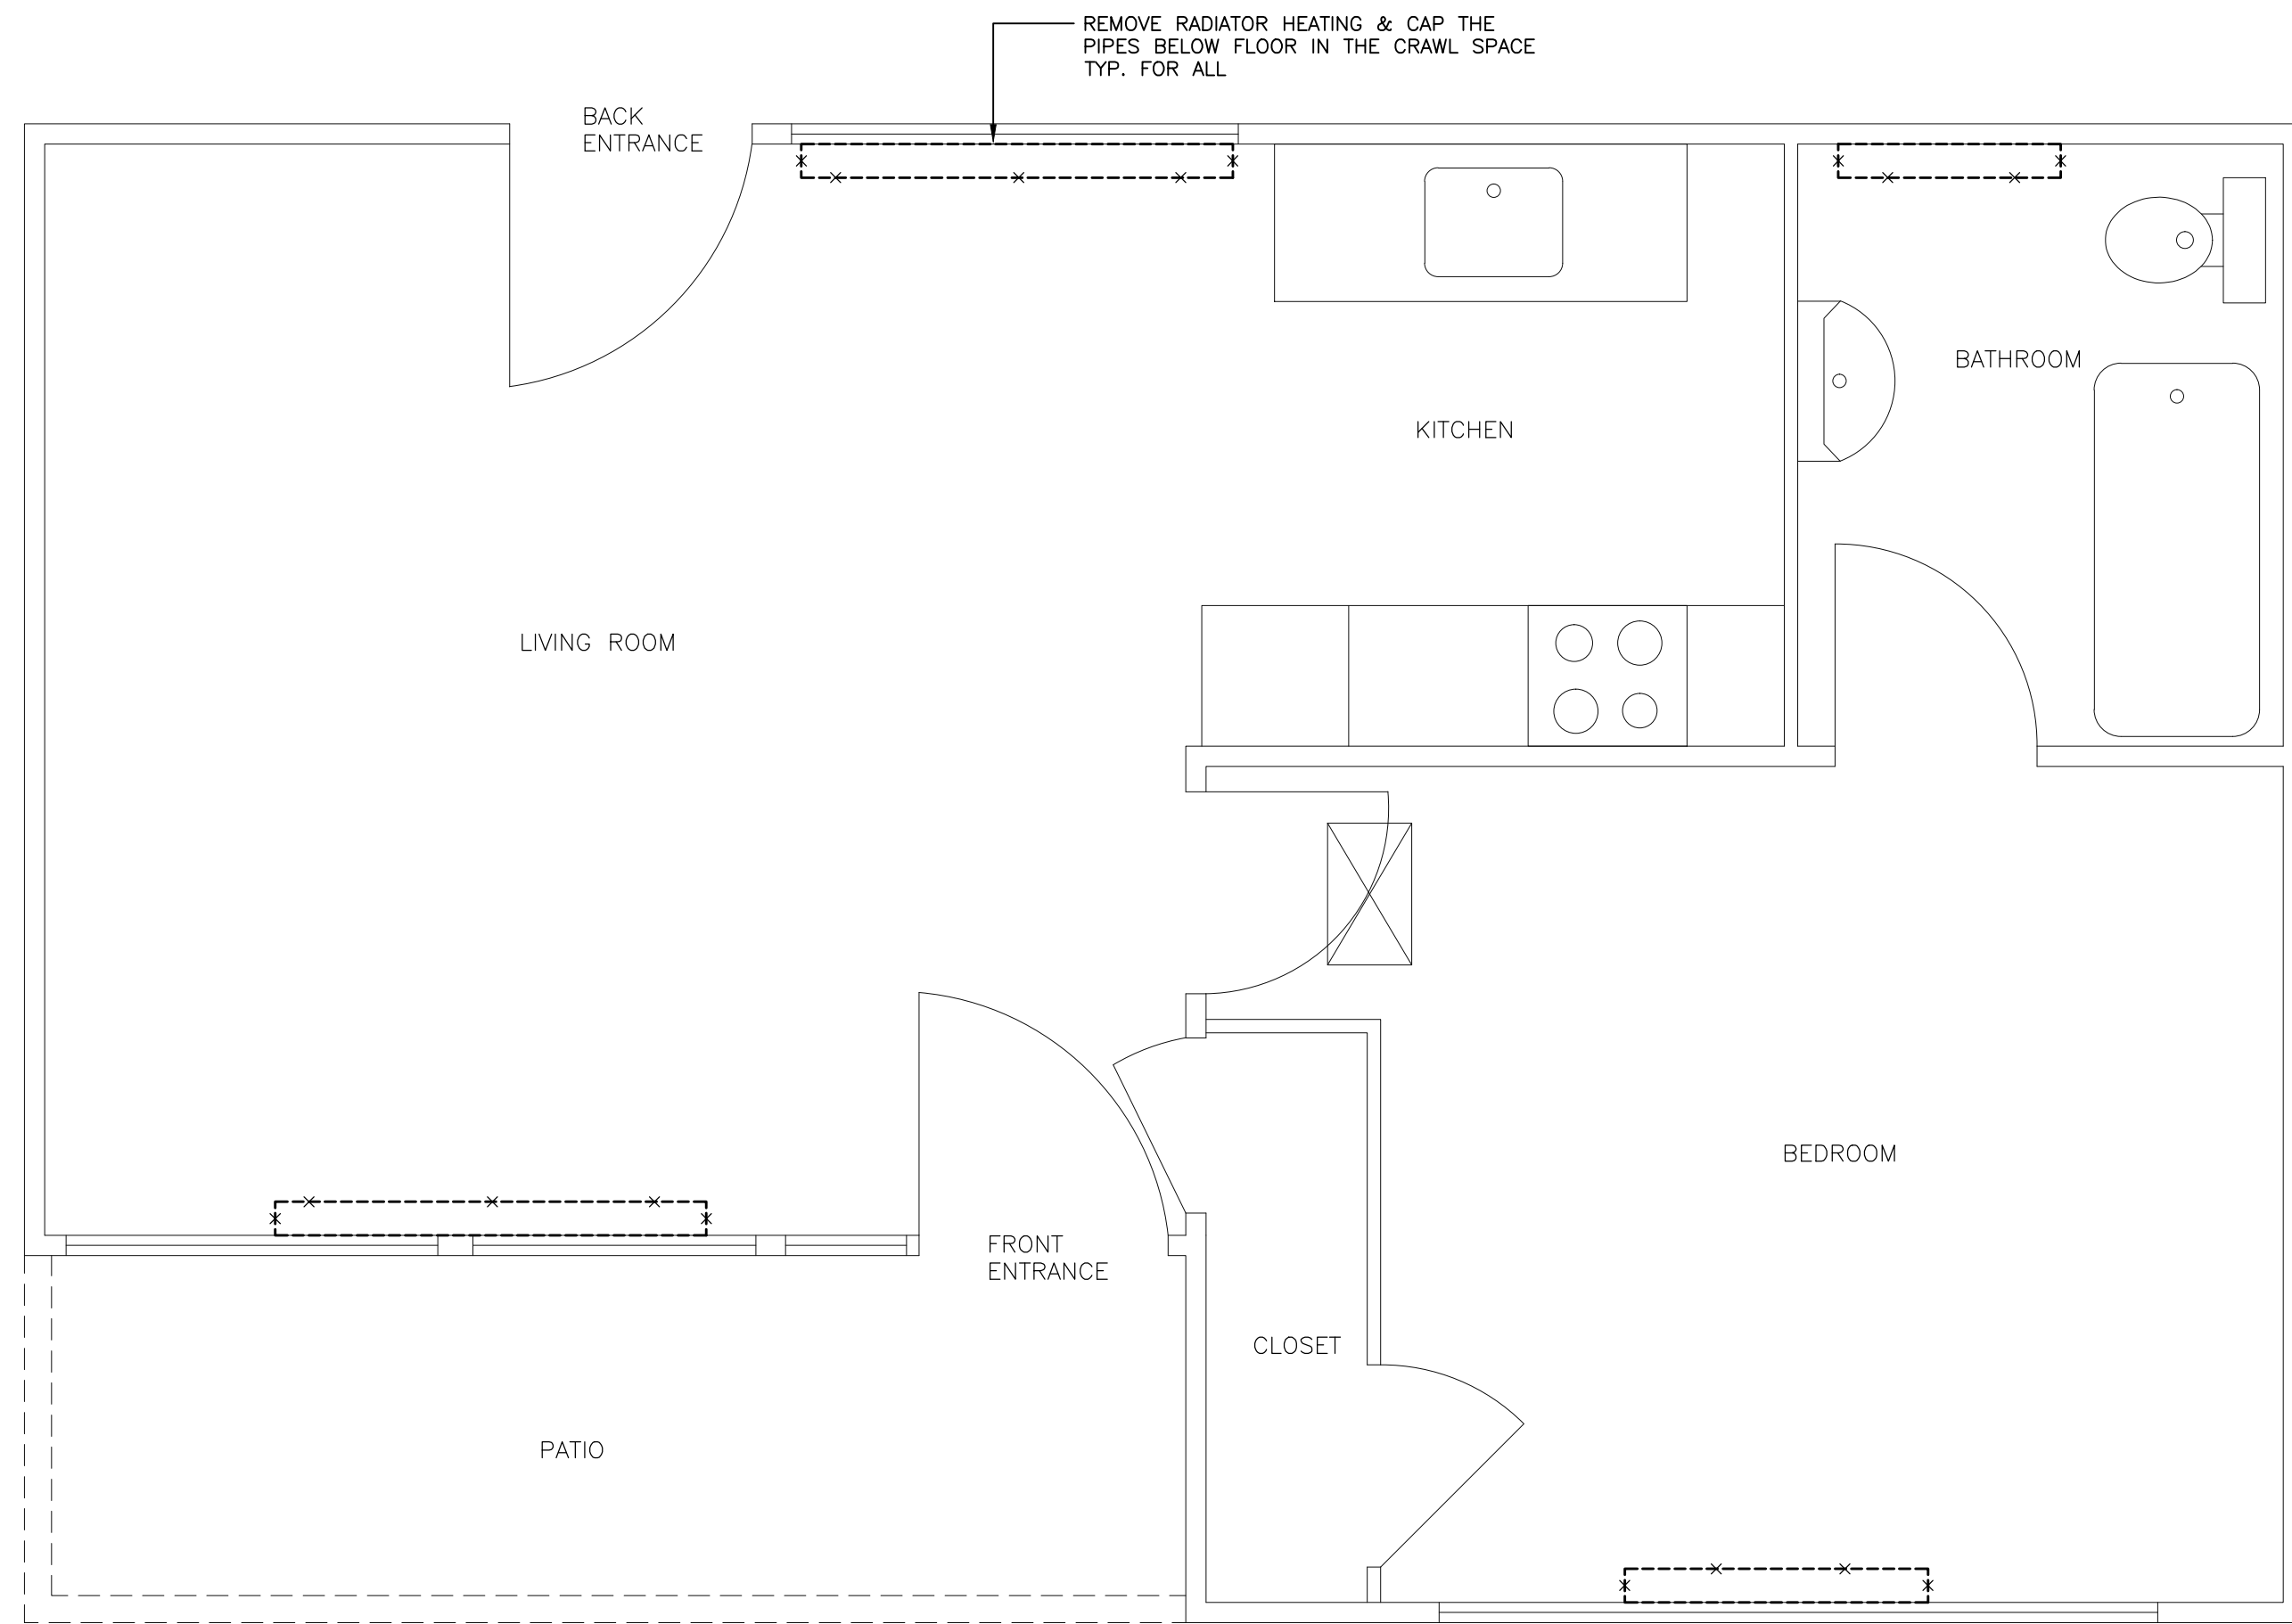 REMOVE RADIATOR HEATING & CAP THE
PIPES BELOW FLOOR IN THE CRAWL SPACE
TYP. FOR ALL
BACK
ENTRANCE
BATHROOM
KITCHEN
LIVING ROOM
BEDROOM
FRONT
ENTRANCE
CLOSET
PATIO